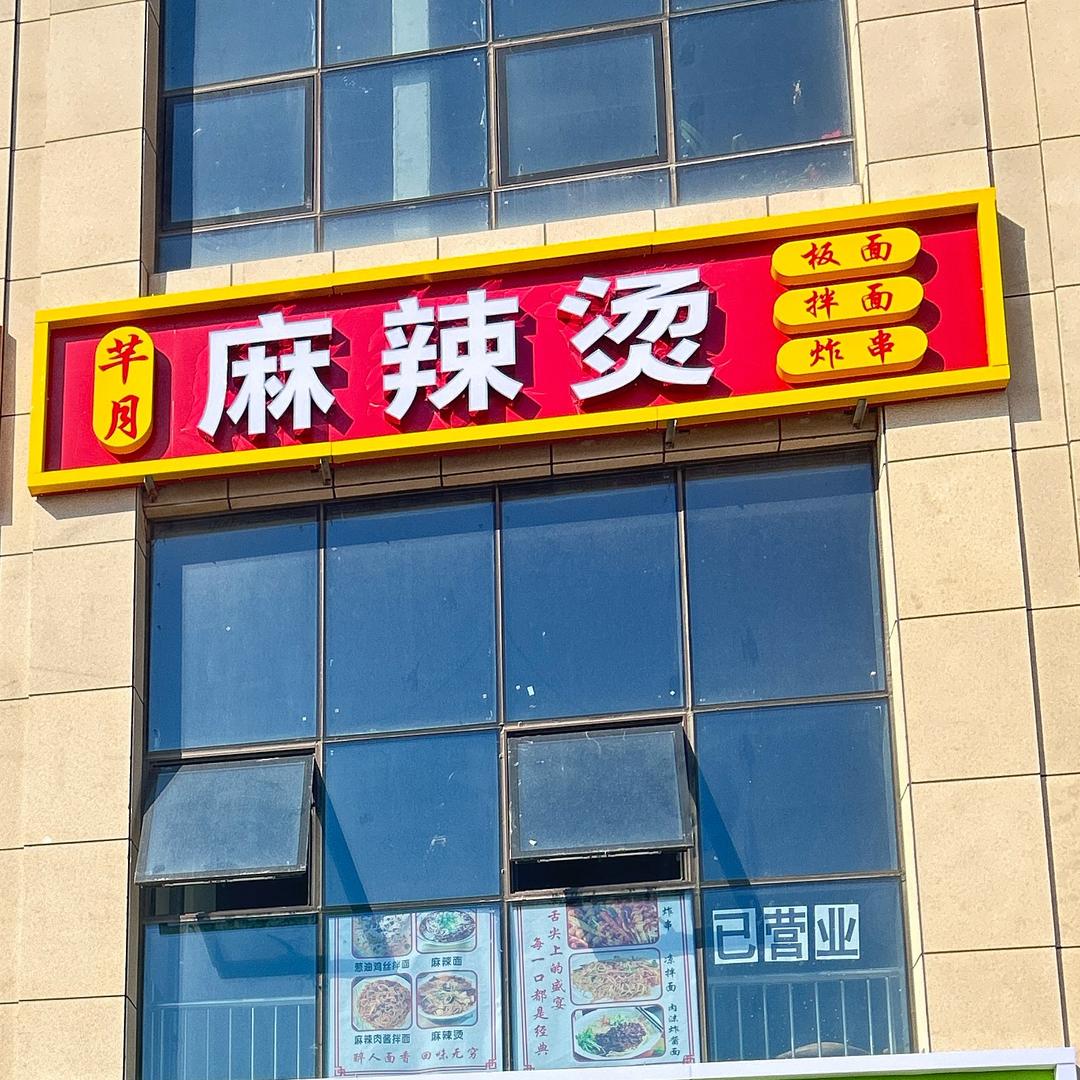 芈月
麻辣烫
板面
拌面
炸串
葱油鸡丝拌面
麻辣面
麻辣肉酱拌面
麻辣烫
醉人面香 回味无穷
舌尖上的盛宴
每一口都是经典
炸串
凉拌面
肉沫炸酱面
已营业